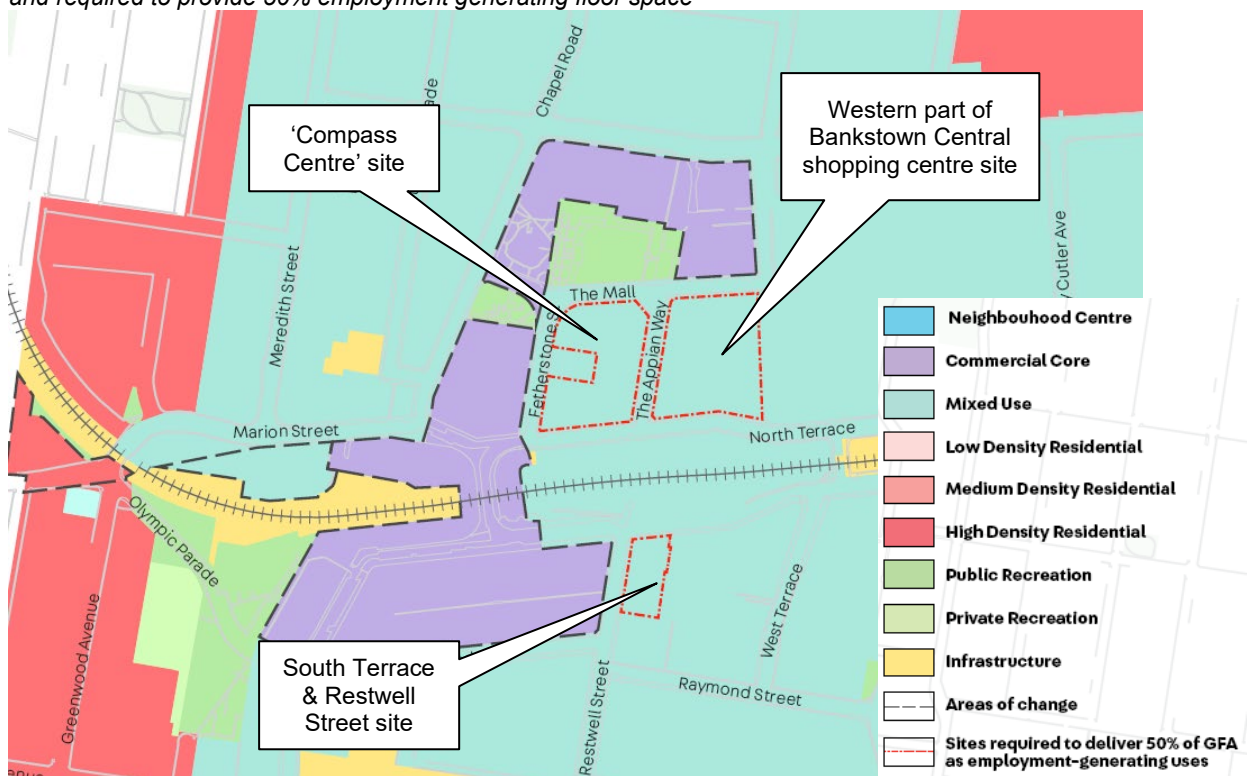 and required to provide 50% employment generating floor space
Chapel Road
ade
'Compass
Centre' site
Western part of
Bankstown Central
shopping centre site
Meredith Street
The Mall
Fetherstone St
The Appian Way
y Cutler Ave
Marion Street
North Terrace
Olympic Parade
Greenwood Avenue
South Terrace
& Restwell
Street site
Restwell Street
West Terrace
Raymond Street
enue
Neighbouhood Centre
Commercial Core
Mixed Use
Low Density Residential
Medium Density Residential
High Density Residential
Public Recreation
Private Recreation
Infrastructure
Areas of change
Sites required to deliver 50% of GFA
as employment-generating uses